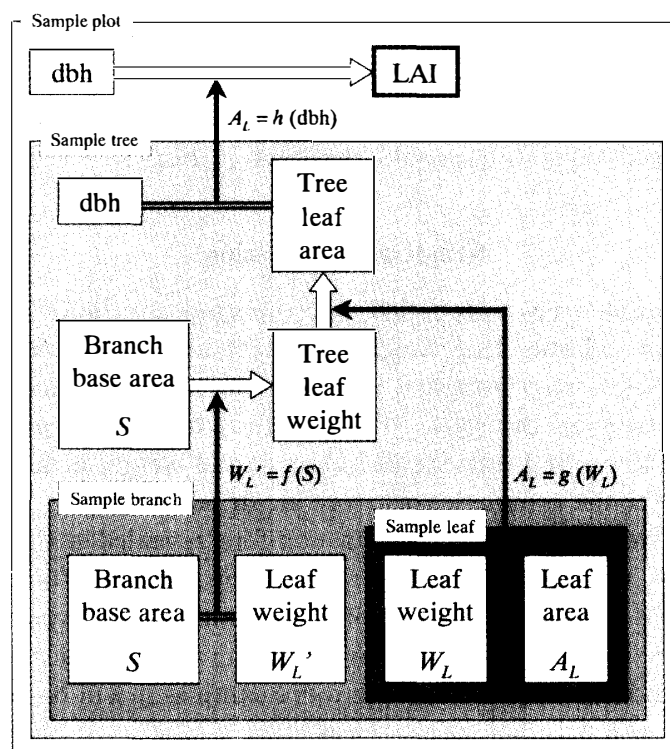 Sample plot
dbh
LAI
A_L = h (dbh)
Sample tree
dbh
Tree
leaf
area
Branch
base area
S
Tree
leaf
weight
W_L' = f (S)
A_L = g (W_L)
Sample branch
Sample leaf
Branch
base area
S
Leaf
weight
W_L'
Leaf
weight
W_L
Leaf
area
A_L